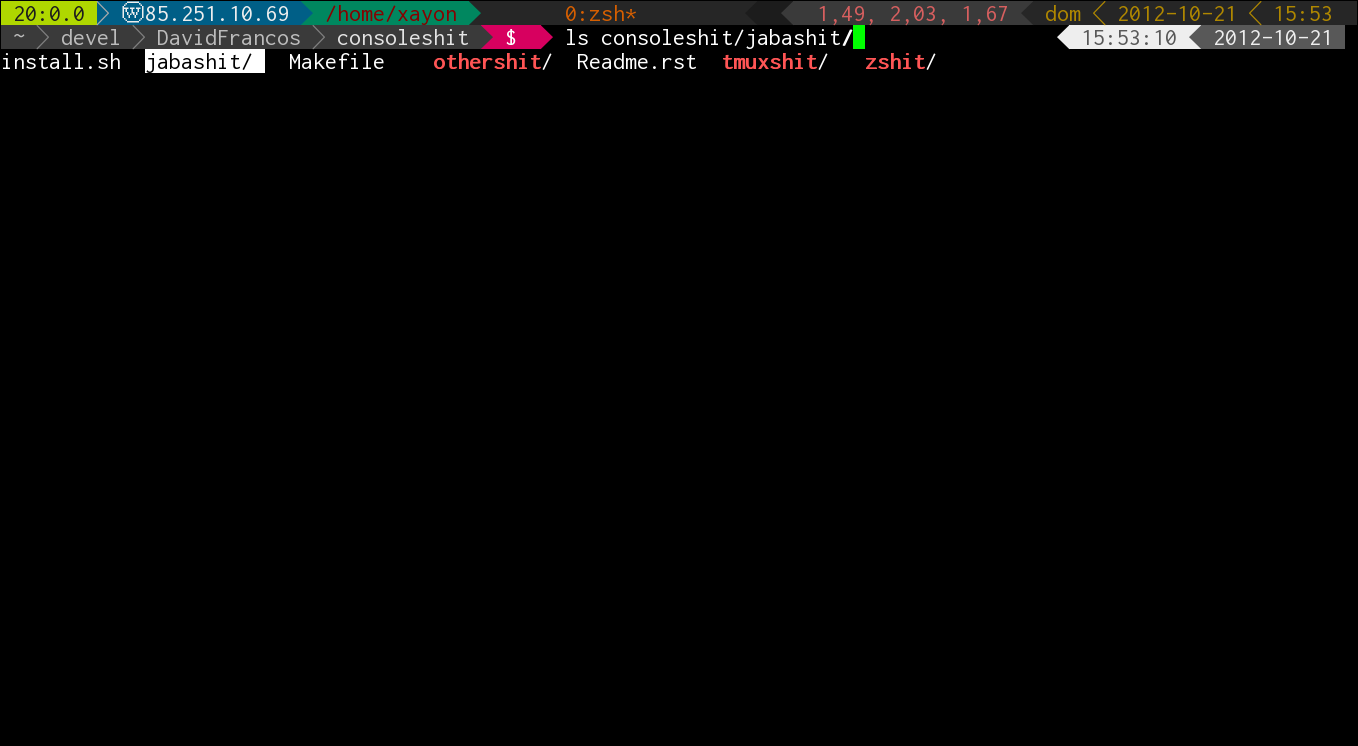 20:0.0 85.251.10.69 /home/xayon 0:zsh* 1,49, 2,03, 1,67 dom 2012-10-21 15:53
~ devel DavidFrancos consoleshit $ ls consoleshit/jabashit/ 15:53:10 2012-10-21
install.sh jabashit/ Makefile othershit/ Readme.rst tmuxshit/ zshit/